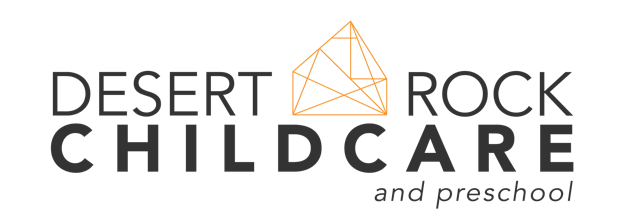 DESERT ROCK
CHILDCARE
and preschool